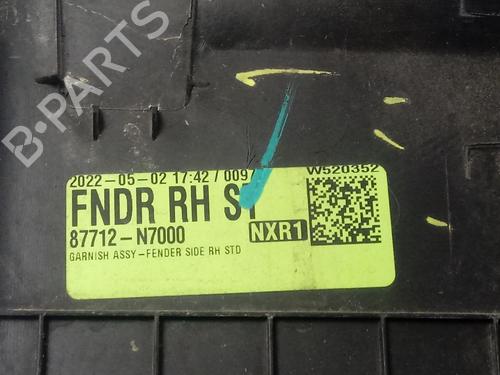 B-PARTS
2022-05-02 17:42 / 0097
W520352
FNDR RH ST
87712-N7000
NXR1
GARNISH ASSY-FENDER SIDE RH STD